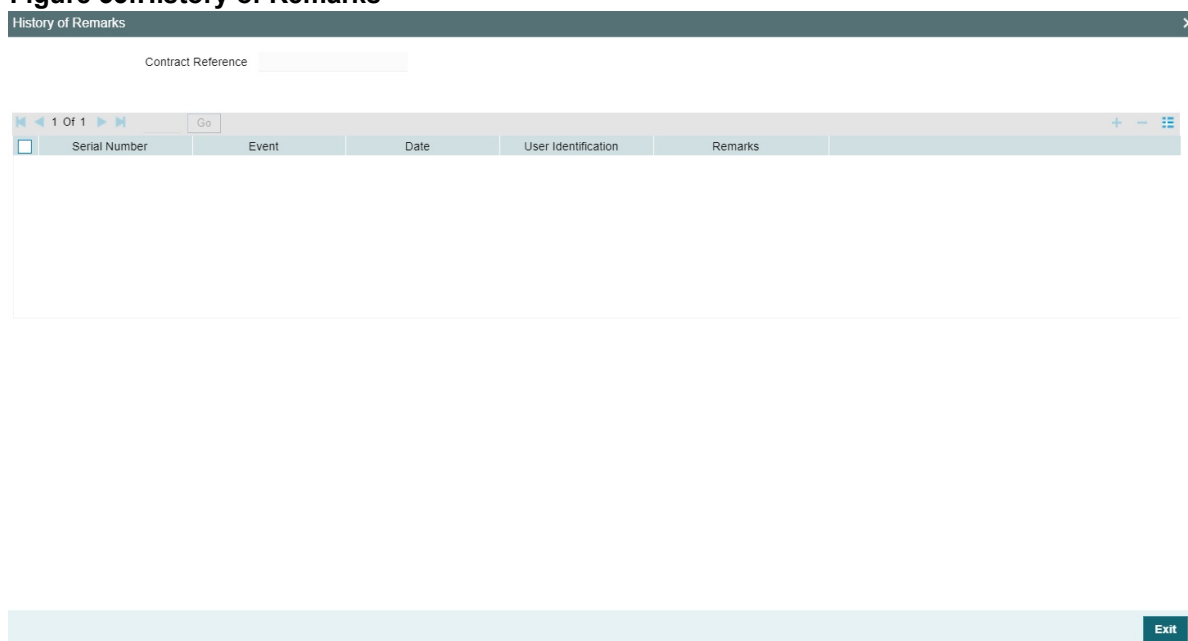 History of Remarks
Contract Reference
1 Of 1 Go
Serial Number Event Date User Identification Remarks
Exit